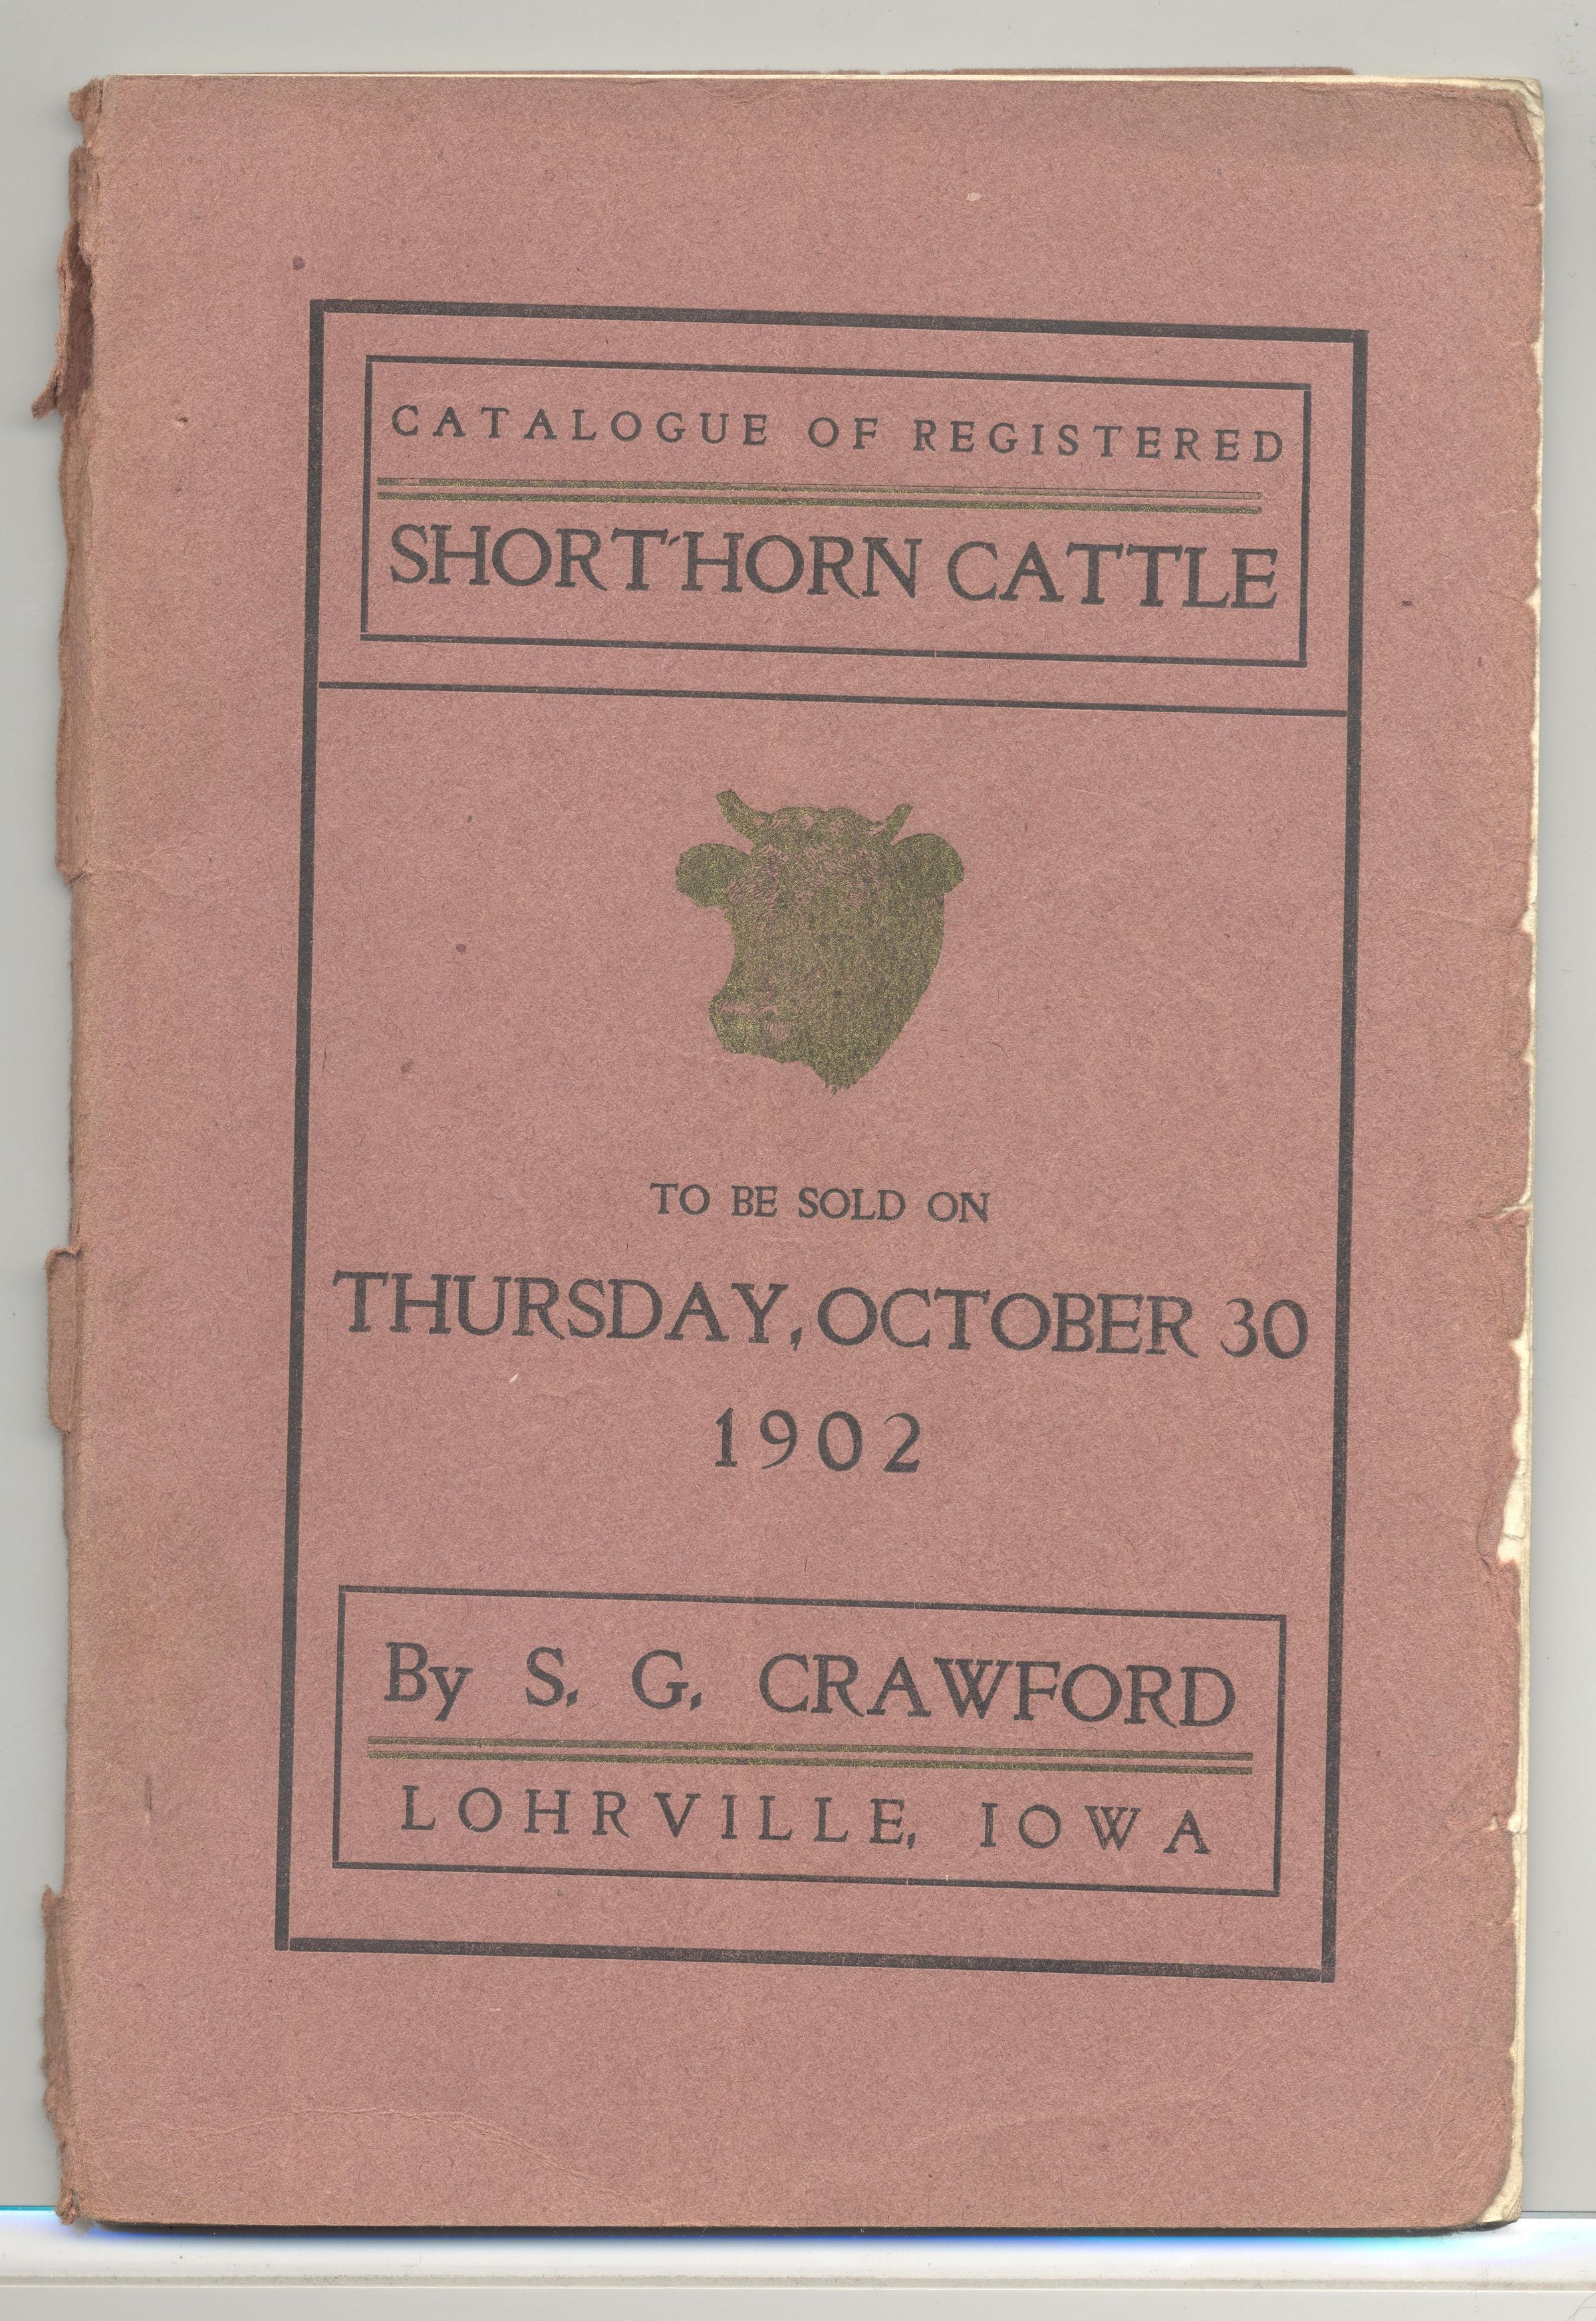 CATALOGUE OF REGISTERED
SHORT-HORN CATTLE
TO BE SOLD ON
THURSDAY, OCTOBER 30
1902
By S. G. CRAWFORD
LOHRVILLE, IOWA